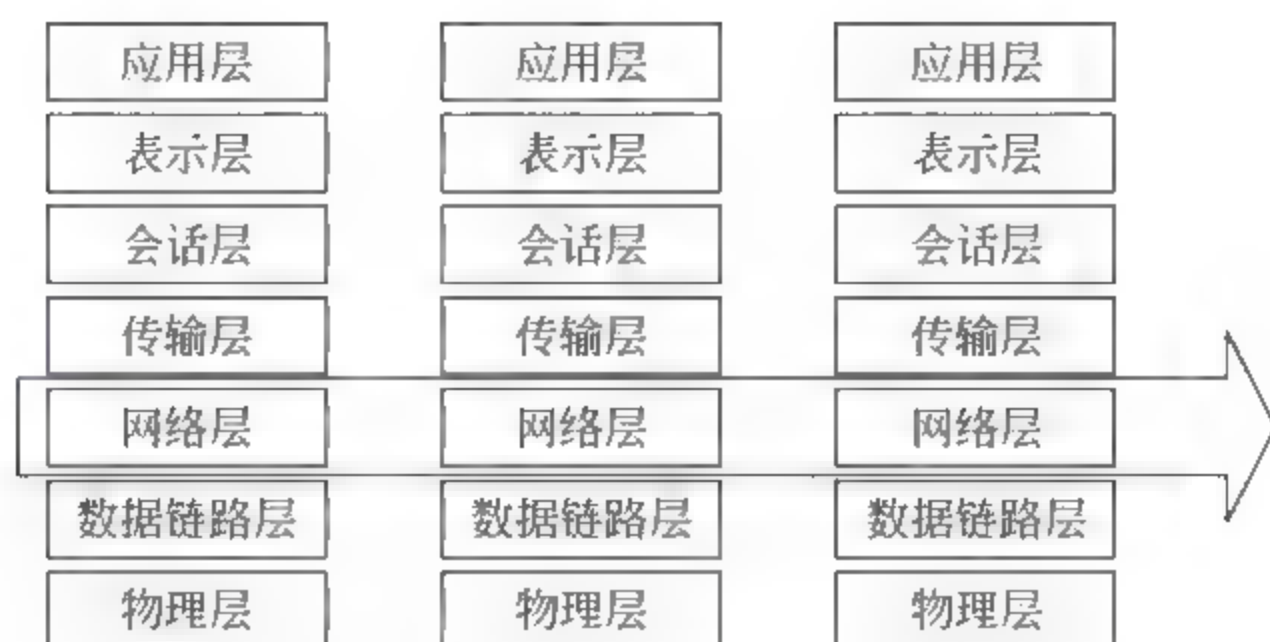 应用层 应用层 应用层
表示层 表示层 表示层
会话层 会话层 会话层
传输层 传输层 传输层
网络层 网络层 网络层
数据链路层 数据链路层 数据链路层
物理层 物理层 物理层